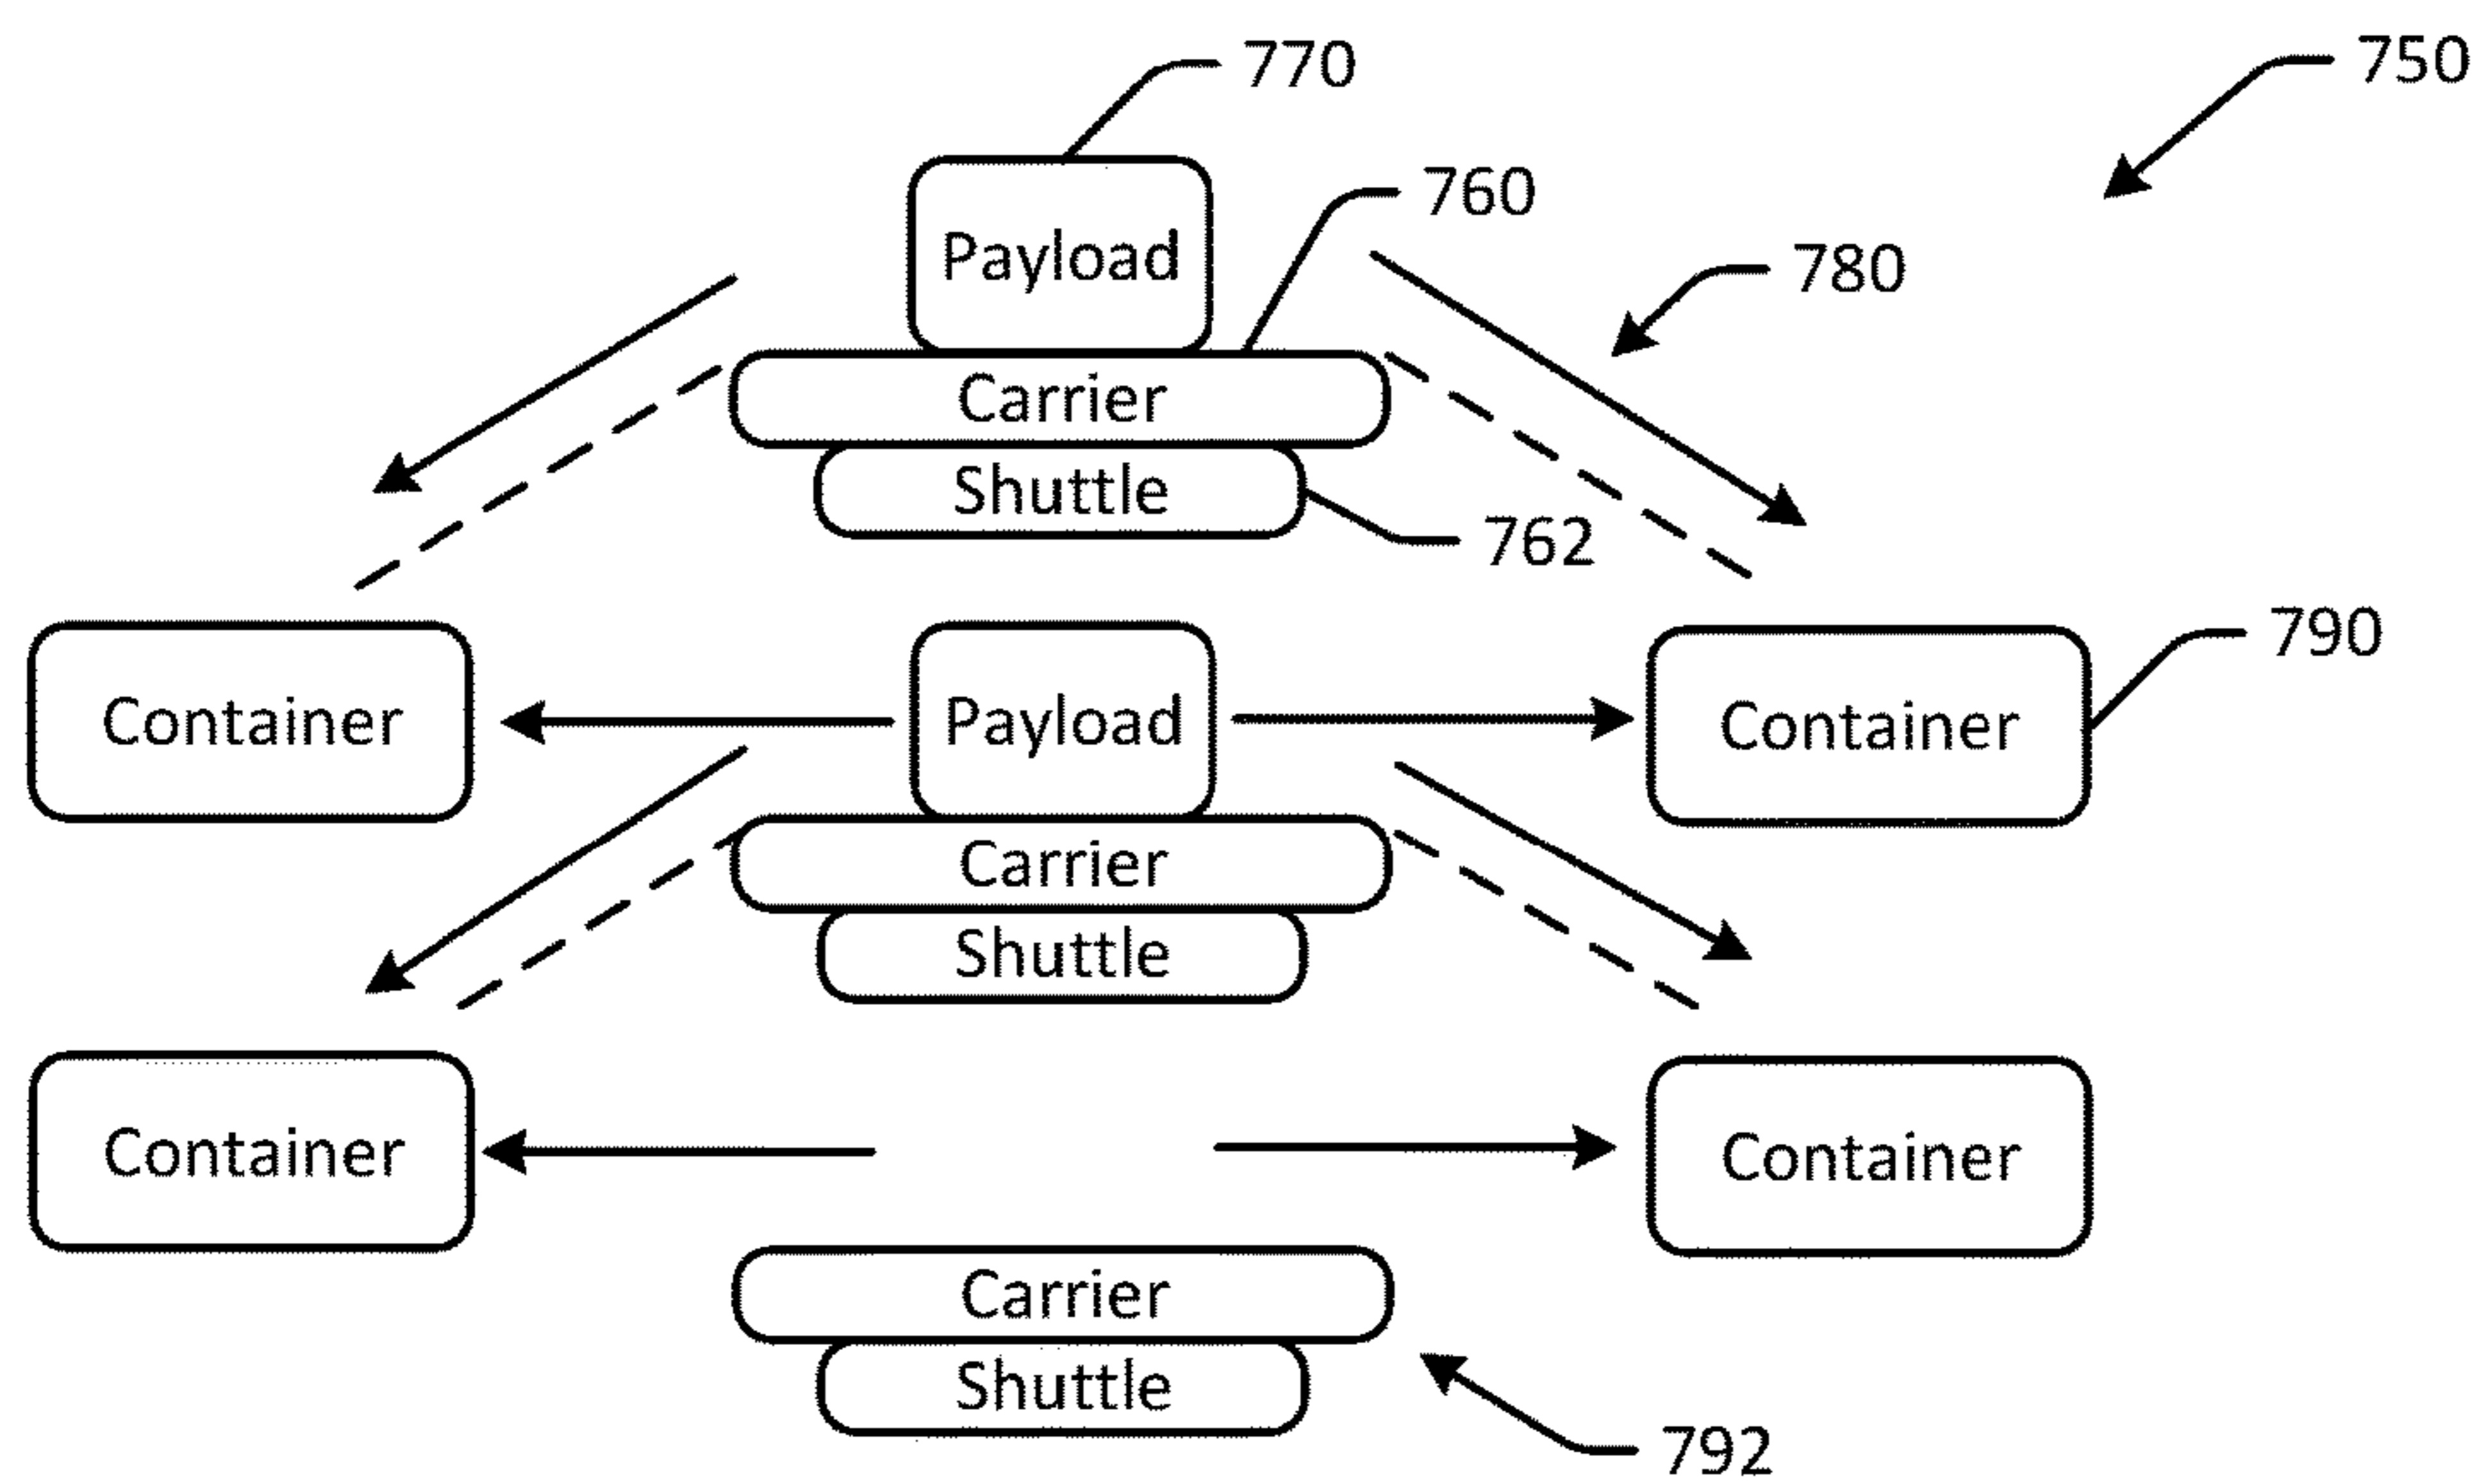 770
750
Payload
760
780
Carrier
Shuttle
762
Container
Payload
Container
790
Carrier
Shuttle
Container
Container
Carrier
Shuttle
792